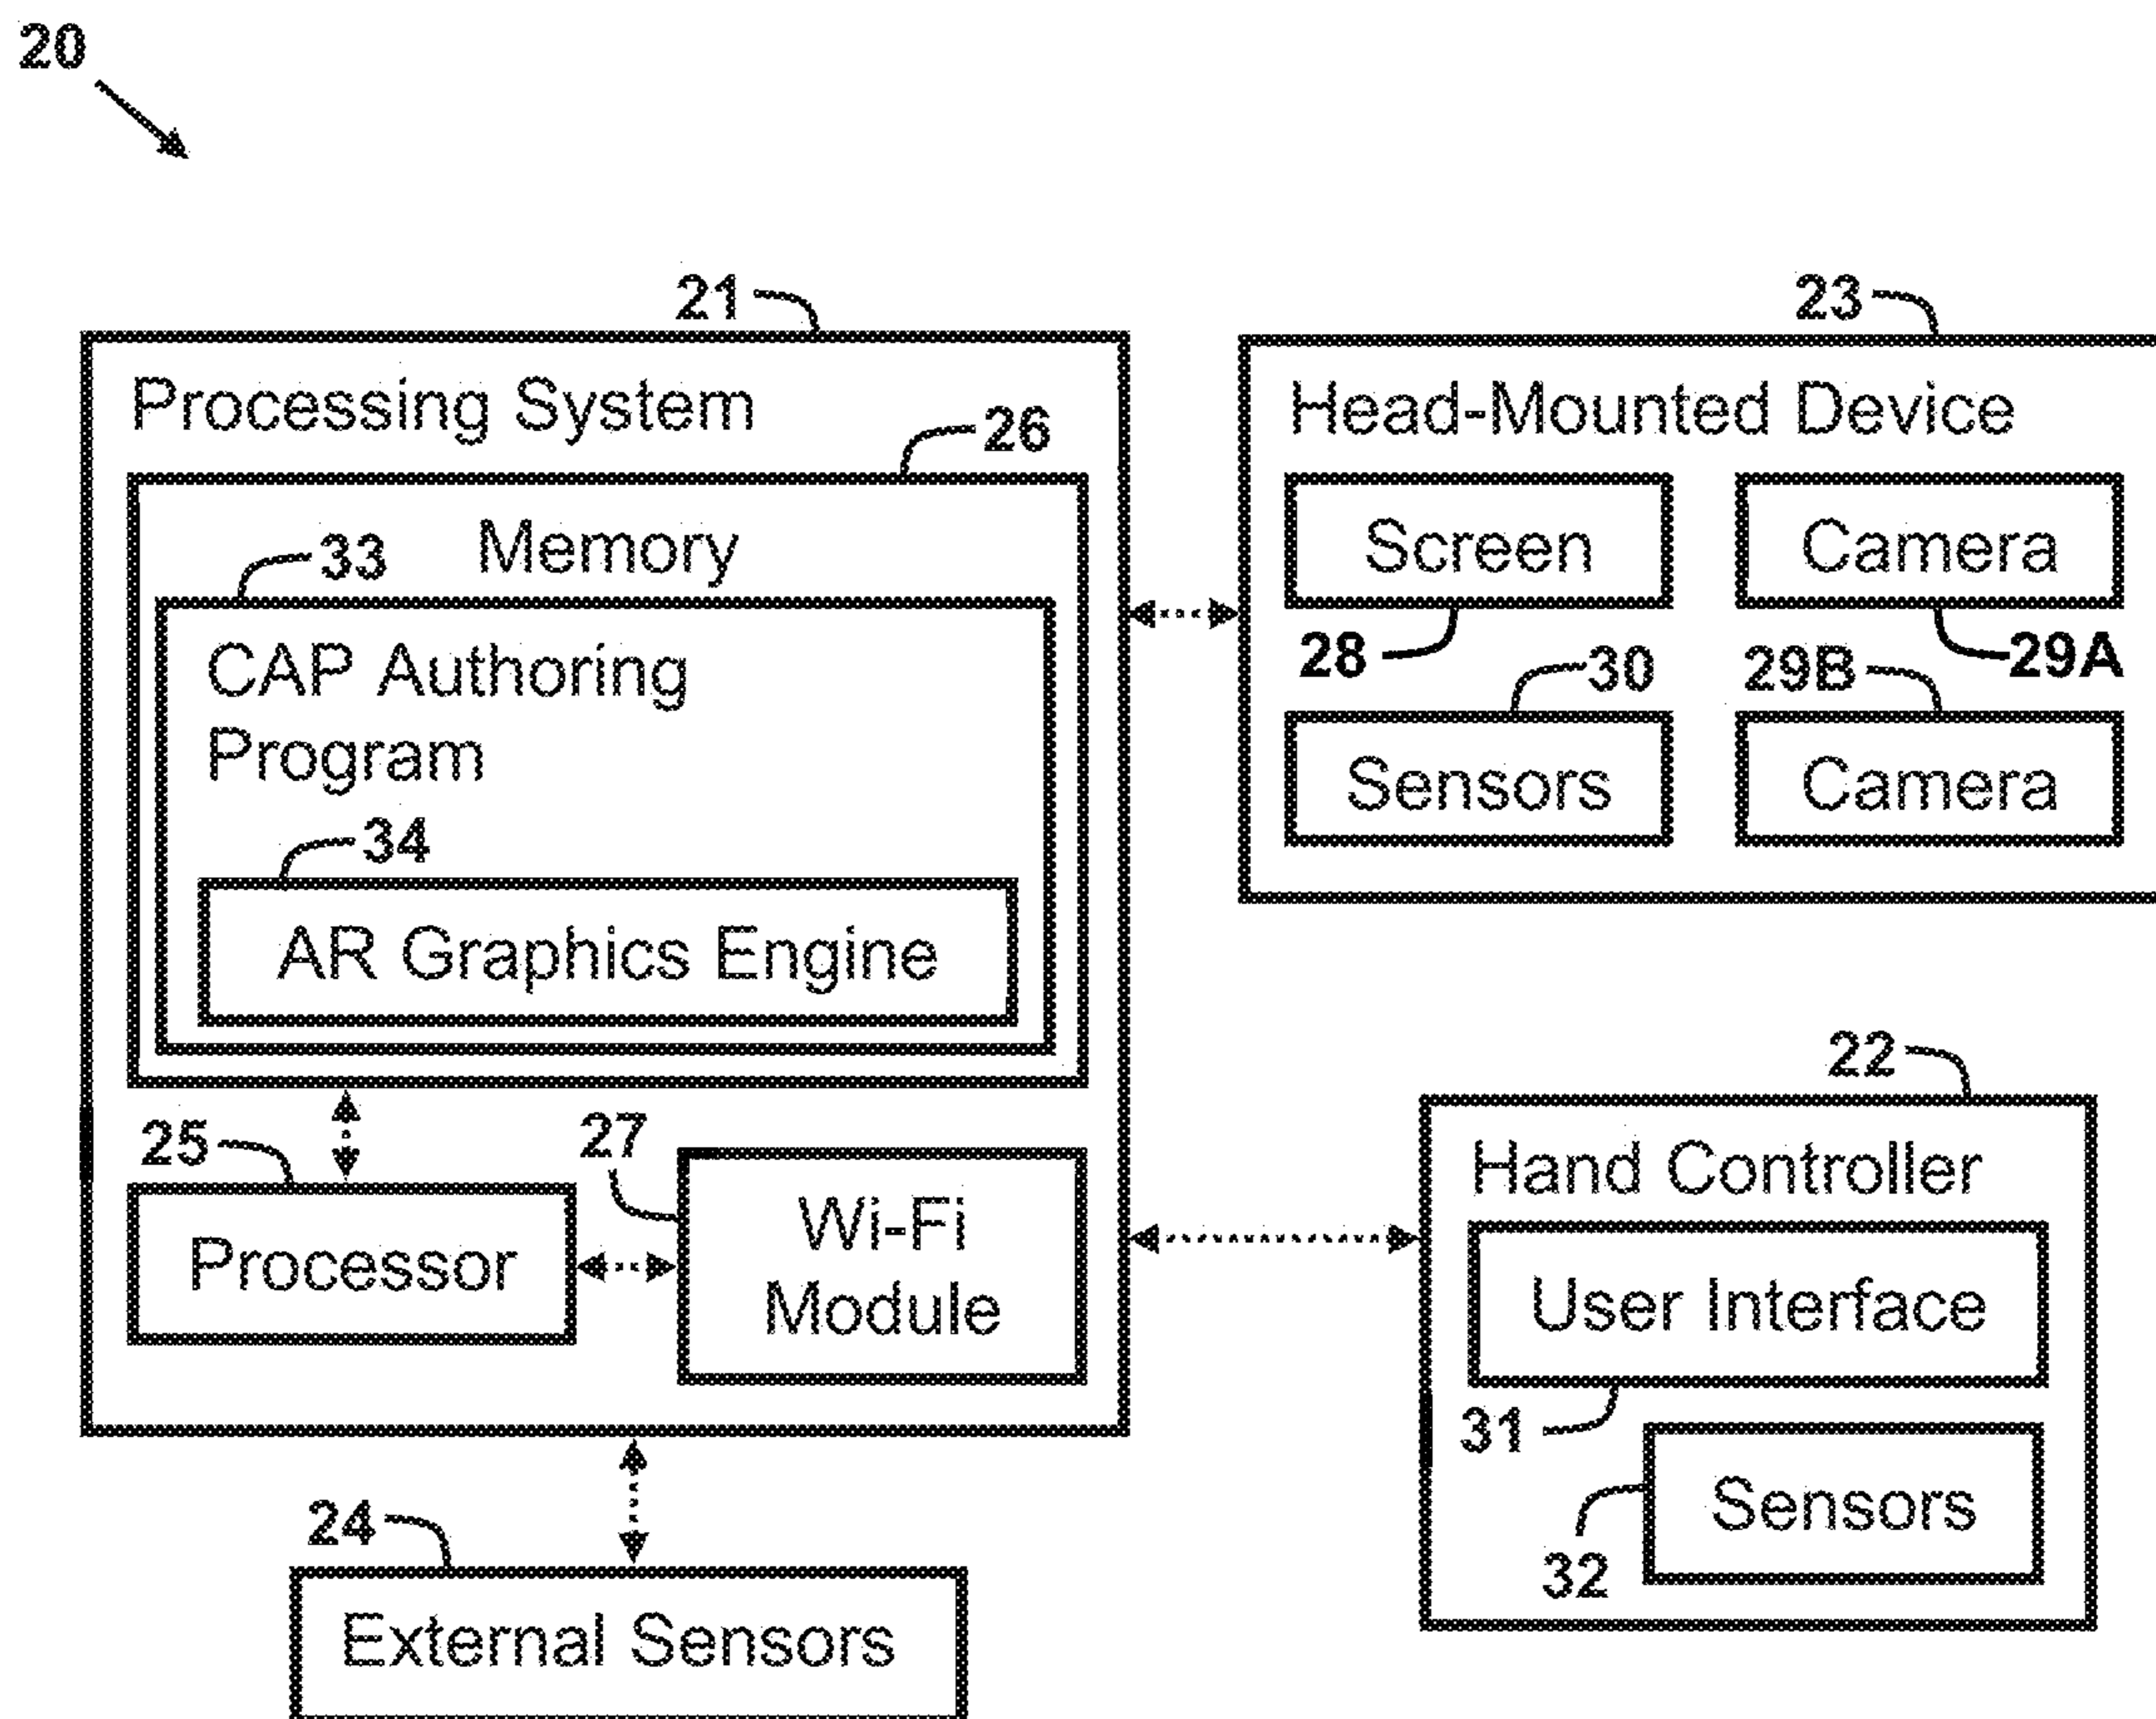 20
21
Processing System
26
Memory
33
CAP Authoring
Program
34
AR Graphics Engine
25
Processor
27
Wi-Fi
Module
24
External Sensors
23
Head-Mounted Device
Screen
Camera
28
29A
30
29B
Sensors
Camera
22
Hand Controller
User Interface
31
Sensors
32